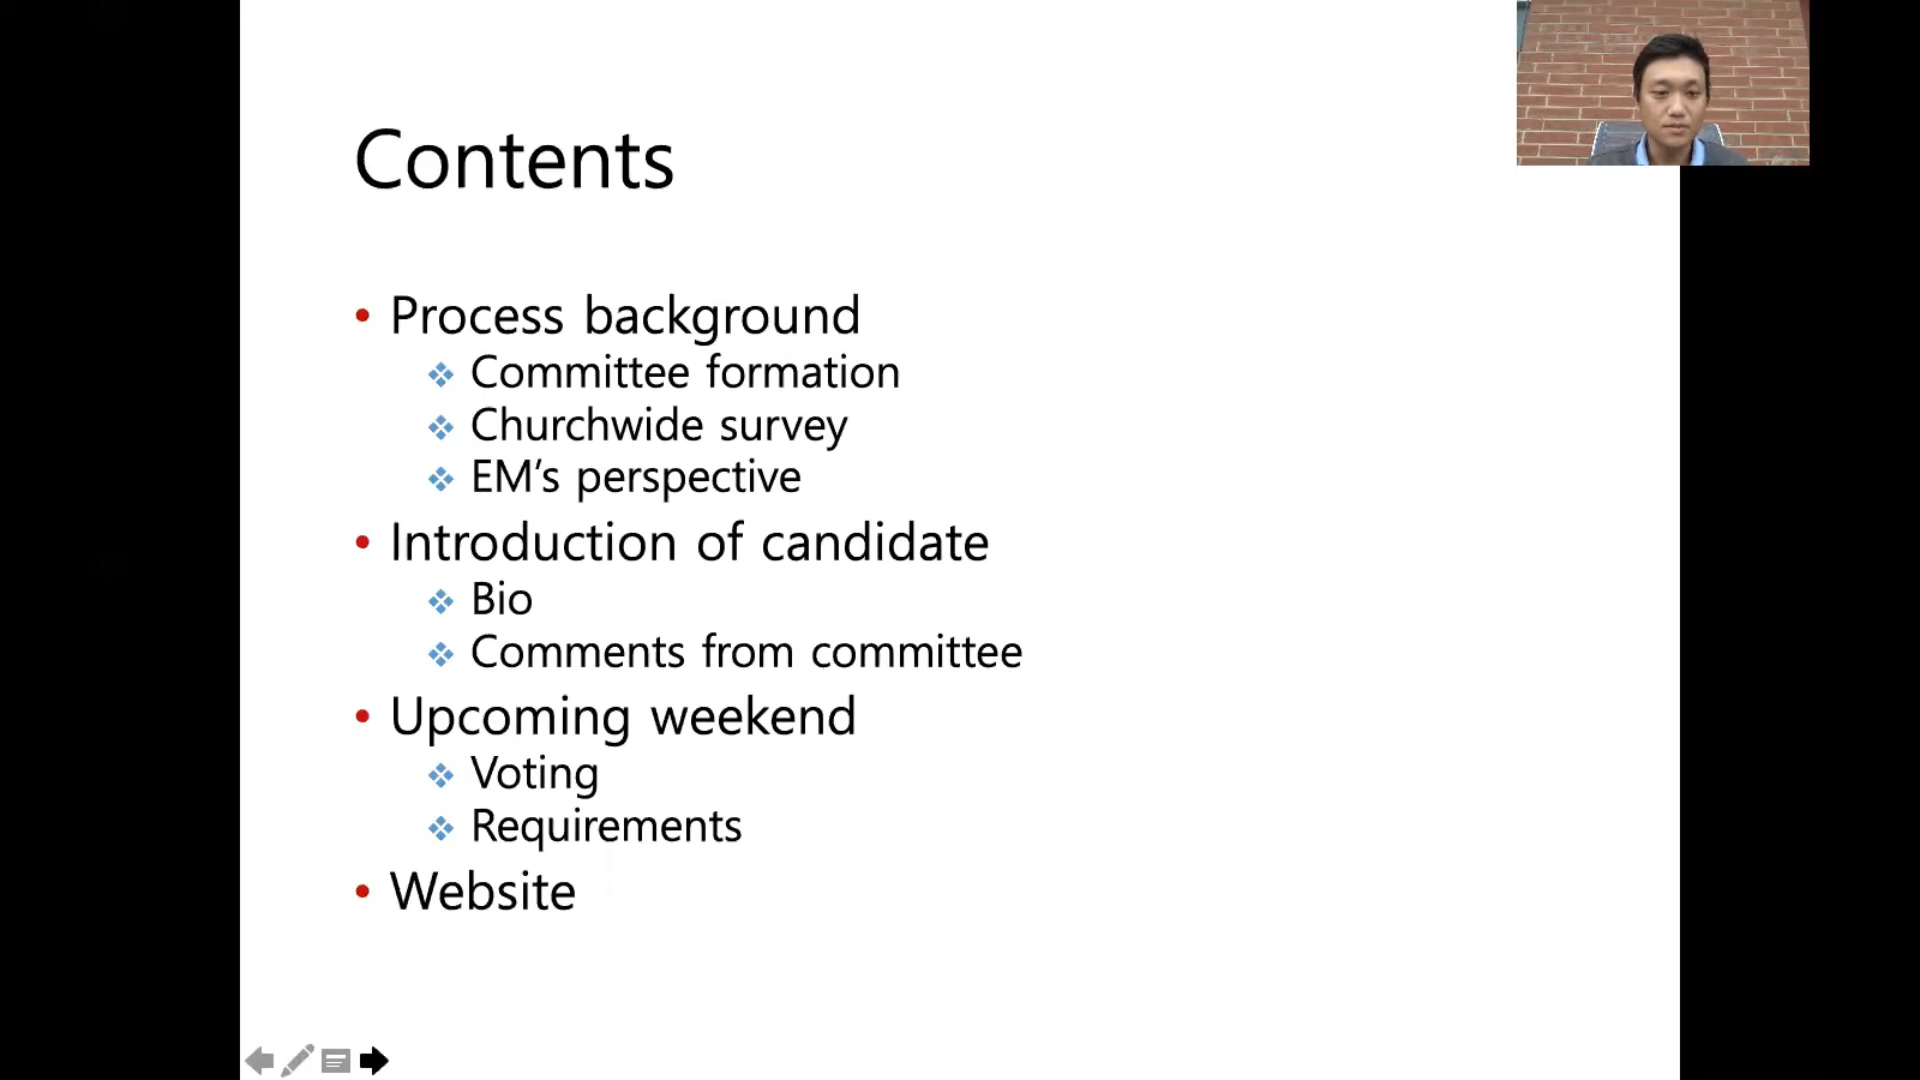 Contents
• Process background
❖ Committee formation
❖ Churchwide survey
❖ EM’s perspective
• Introduction of candidate
❖ Bio
❖ Comments from committee
• Upcoming weekend
❖ Voting
❖ Requirements
• Website